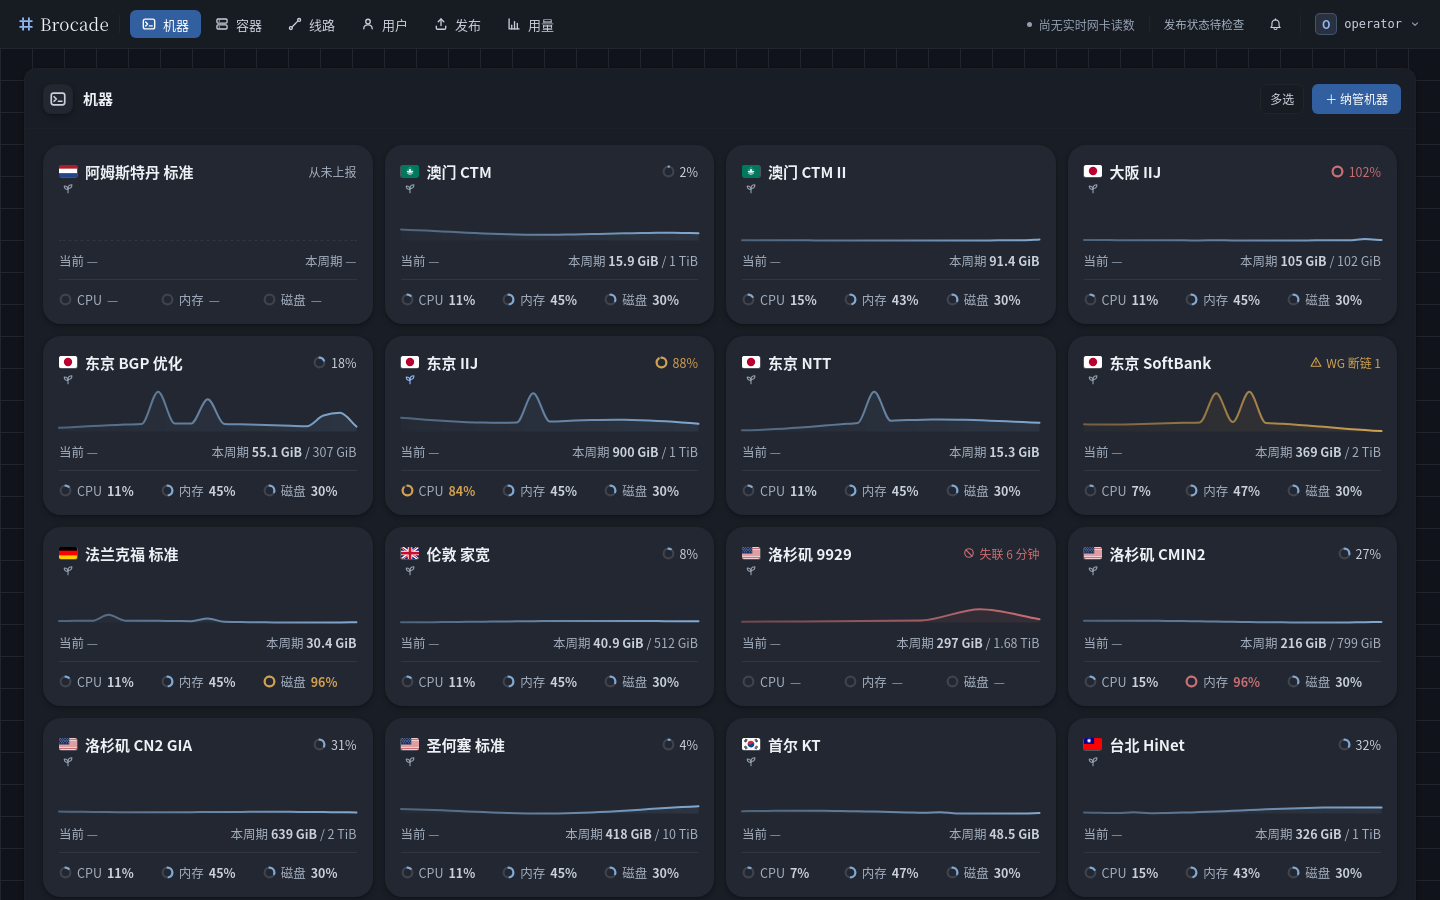 Brocade 机器 容器 线路 用户 发布 用量 尚无实时网卡读数 发布状态待检查 O operator
机器 多选 + 纳管机器
阿姆斯特丹 标准 从未上报
当前 — 本周期 —
CPU — 内存 — 磁盘 —
澳门 CTM 2%
当前 — 本周期 15.9 GiB / 1 TiB
CPU 11% 内存 45% 磁盘 30%
澳门 CTM II
当前 — 本周期 91.4 GiB
CPU 15% 内存 43% 磁盘 30%
大阪 IIJ 102%
当前 — 本周期 105 GiB / 102 GiB
CPU 11% 内存 45% 磁盘 30%
东京 BGP 优化 18%
当前 — 本周期 55.1 GiB / 307 GiB
CPU 11% 内存 45% 磁盘 30%
东京 IIJ 88%
当前 — 本周期 900 GiB / 1 TiB
CPU 84% 内存 45% 磁盘 30%
东京 NTT
当前 — 本周期 15.3 GiB
CPU 11% 内存 45% 磁盘 30%
东京 SoftBank WG 断链 1
当前 — 本周期 369 GiB / 2 TiB
CPU 7% 内存 47% 磁盘 30%
法兰克福 标准
当前 — 本周期 30.4 GiB
CPU 11% 内存 45% 磁盘 96%
伦敦 家宽 8%
当前 — 本周期 40.9 GiB / 512 GiB
CPU 11% 内存 45% 磁盘 30%
洛杉矶 9929 失联 6 分钟
当前 — 本周期 297 GiB / 1.68 TiB
CPU — 内存 — 磁盘 —
洛杉矶 CMIN2 27%
当前 — 本周期 216 GiB / 799 GiB
CPU 15% 内存 96% 磁盘 30%
洛杉矶 CN2 GIA 31%
当前 — 本周期 639 GiB / 2 TiB
CPU 11% 内存 45% 磁盘 30%
圣何塞 标准 4%
当前 — 本周期 418 GiB / 10 TiB
CPU 11% 内存 45% 磁盘 30%
首尔 KT
当前 — 本周期 48.5 GiB
CPU 7% 内存 47% 磁盘 30%
台北 HiNet 32%
当前 — 本周期 326 GiB / 1 TiB
CPU 15% 内存 43% 磁盘 30%